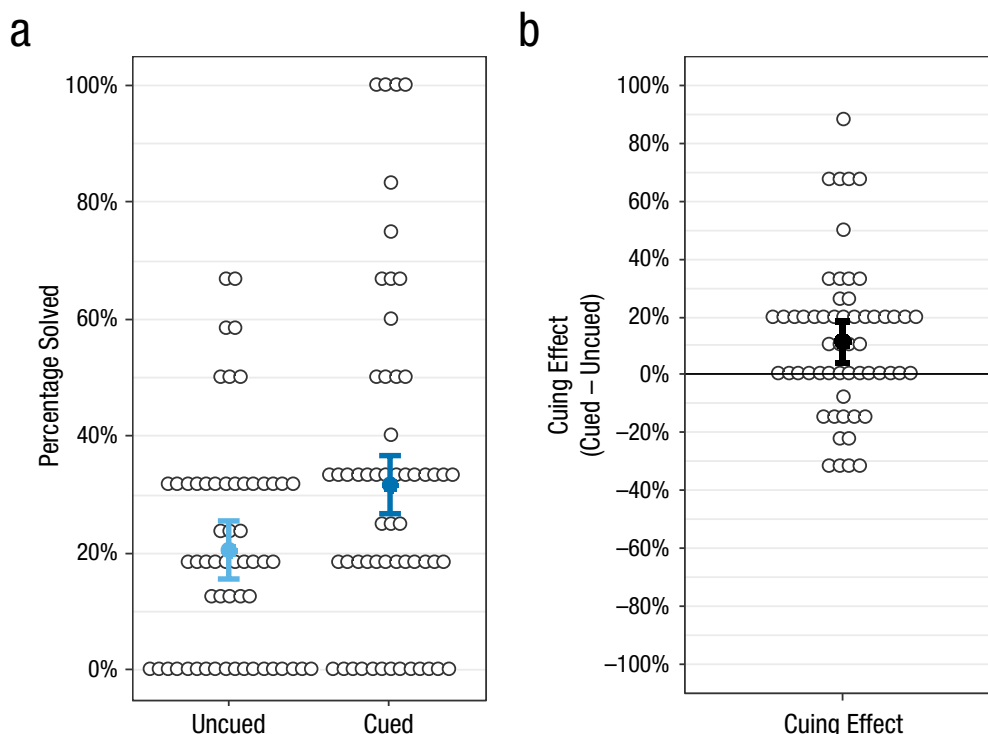 a
Percentage Solved
100%
80%
60%
40%
20%
0%
Uncued
Cued
b
Cuing Effect
(Cued – Uncued)
100%
80%
60%
40%
20%
0%
–20%
–40%
–60%
–80%
–100%
Cuing Effect